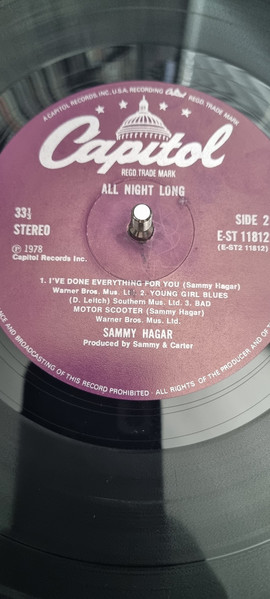 A CAPITOL RECORDS, INC., U.S.A. RECORDING Capitol REGD. TRADE MARK
Capitol
REGD. TRADE MARK
ALL NIGHT LONG
33⅓
STEREO
Ⓟ 1978
Capitol Records Inc.
SIDE 2
E-ST 11812
(E-ST2 11812)
1. I'VE DONE EVERYTHING FOR YOU (Sammy Hagar)
Warner Bros. Mus. Ltd. 2. YOUNG GIRL BLUES
(D. Leitch) Southern Mus. Ltd. 3. BAD
MOTOR SCOOTER (Sammy Hagar)
Warner Bros. Mus. Ltd.
SAMMY HAGAR
Produced by Sammy & Carter
AND BROADCASTING OF THIS RECORD PROHIBITED · ALL RIGHTS OF THE PRODUCER AND OF